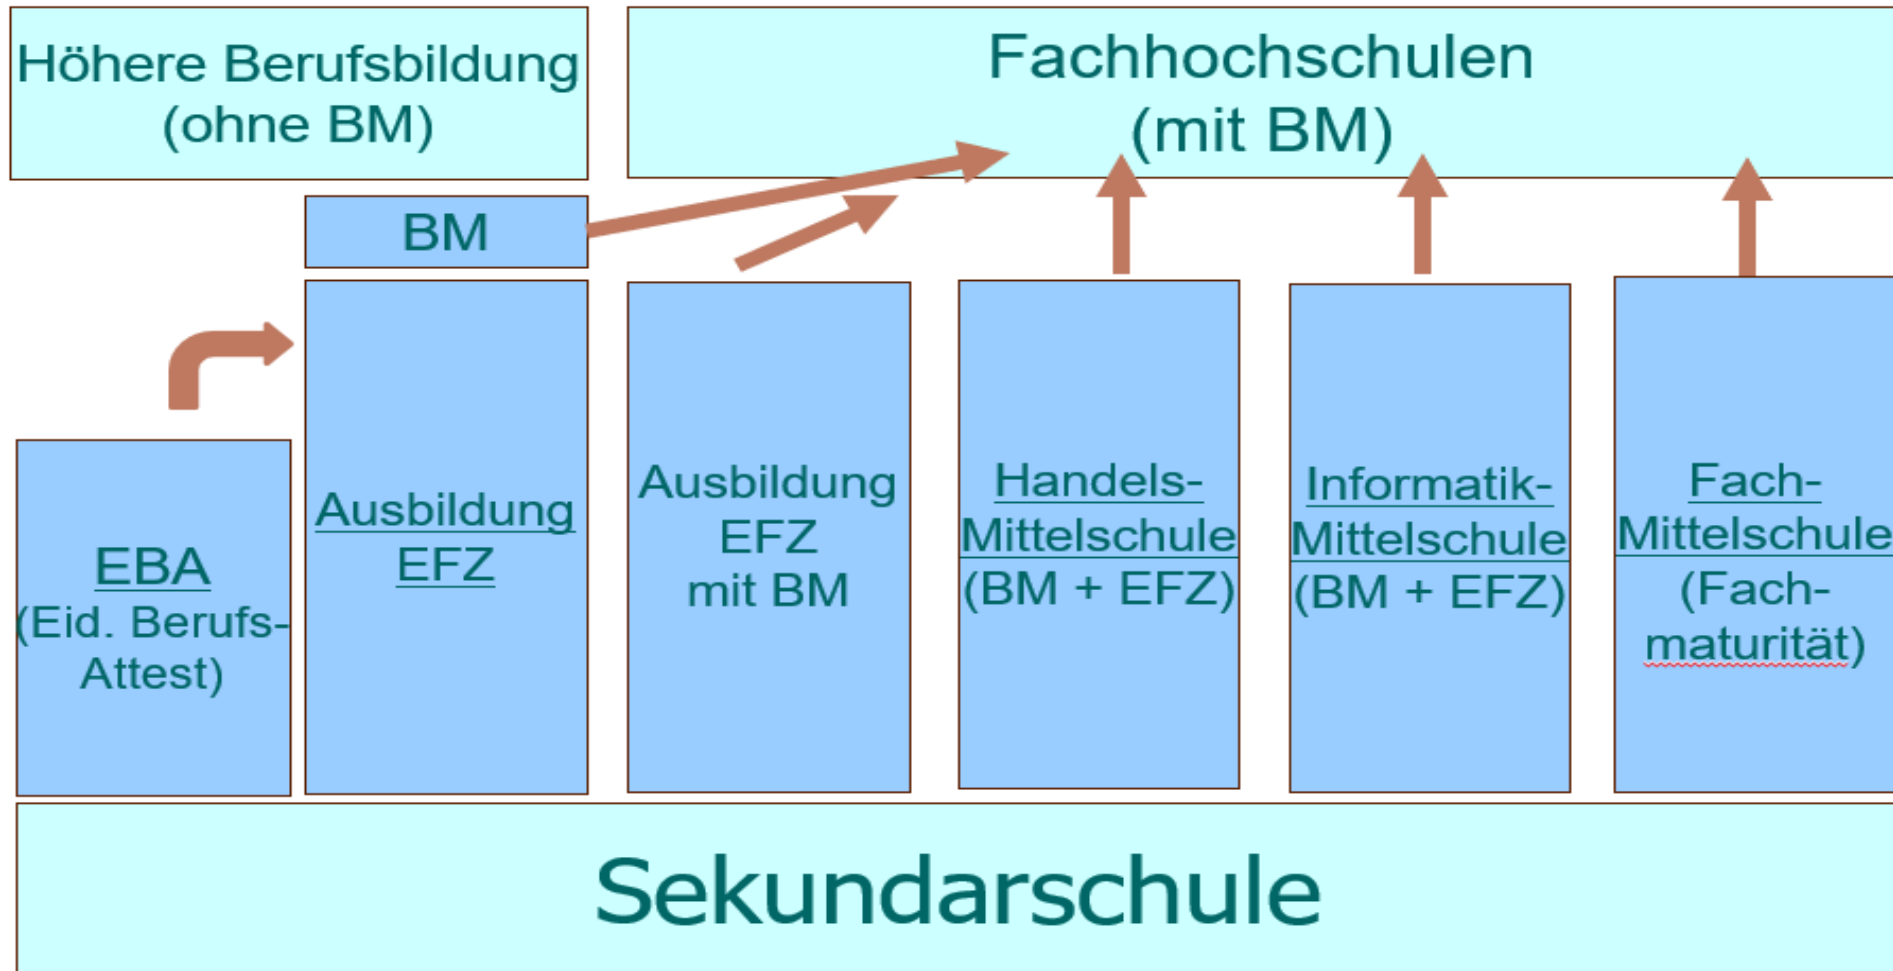 Höhere Berufsbildung
(ohne BM)
Fachhochschulen
(mit BM)
BM
EBA
(Eid. Berufs-
Attest)
Ausbildung
EFZ
Ausbildung
EFZ
mit BM
Handels-
Mittelschule
(BM + EFZ)
Informatik-
Mittelschule
(BM + EFZ)
Fach-
Mittelschule
(Fach-
maturität)
Sekundarschule